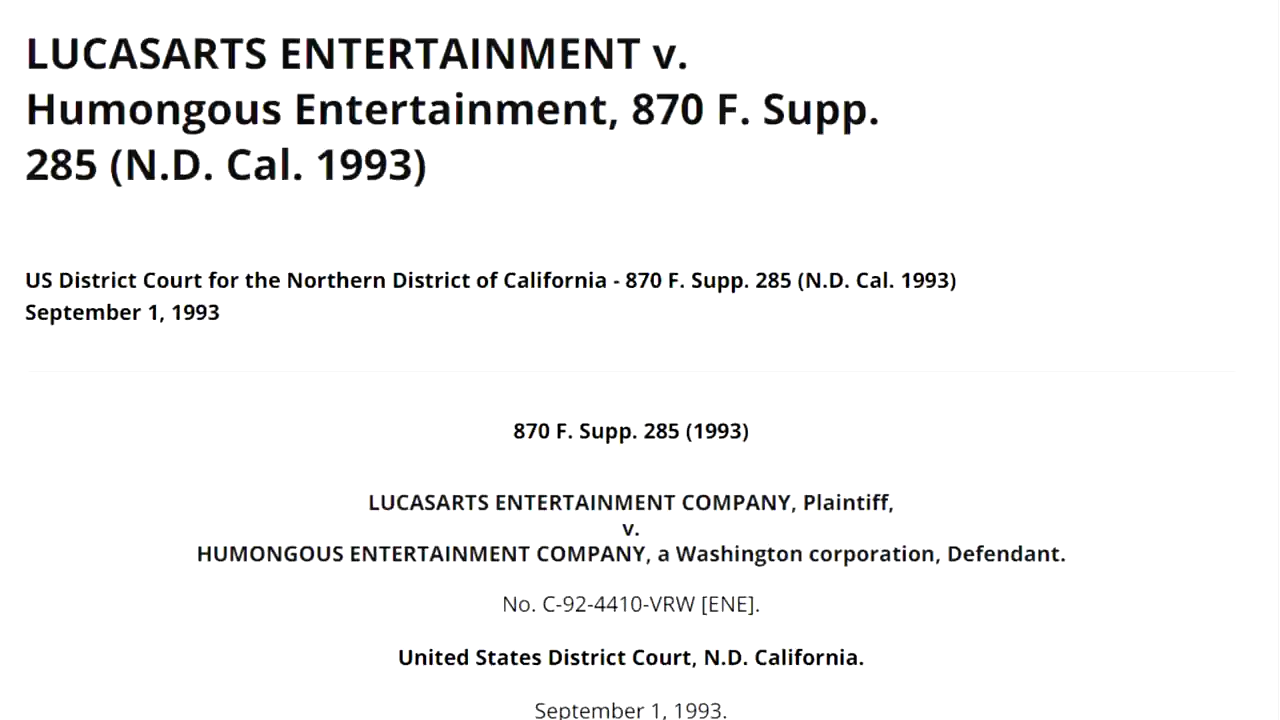 LUCASARTS ENTERTAINMENT v.
Humongous Entertainment, 870 F. Supp.
285 (N.D. Cal. 1993)
US District Court for the Northern District of California - 870 F. Supp. 285 (N.D. Cal. 1993)
September 1, 1993
870 F. Supp. 285 (1993)
LUCASARTS ENTERTAINMENT COMPANY, Plaintiff,
v.
HUMONGOUS ENTERTAINMENT COMPANY, a Washington corporation, Defendant.
No. C-92-4410-VRW [ENE].
United States District Court, N.D. California.
September 1, 1993.